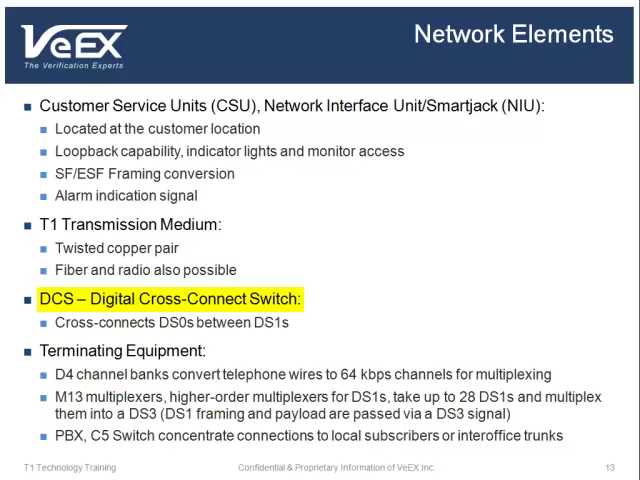 VeEX
The Verification Experts
Network Elements
Customer Service Units (CSU), Network Interface Unit/Smartjack (NIU):
Located at the customer location
Loopback capability, indicator lights and monitor access
SF/ESF Framing conversion
Alarm indication signal
T1 Transmission Medium:
Twisted copper pair
Fiber and radio also possible
DCS – Digital Cross-Connect Switch:
Cross-connects DS0s between DS1s
Terminating Equipment:
D4 channel banks convert telephone wires to 64 kbps channels for multiplexing
M13 multiplexers, higher-order multiplexers for DS1s, take up to 28 DS1s and multiplex
them into a DS3 (DS1 framing and payload are passed via a DS3 signal)
PBX, C5 Switch concentrate connections to local subscribers or interoffice trunks
T1 Technology Training
Confidential & Proprietary Information of VeEX Inc.
13